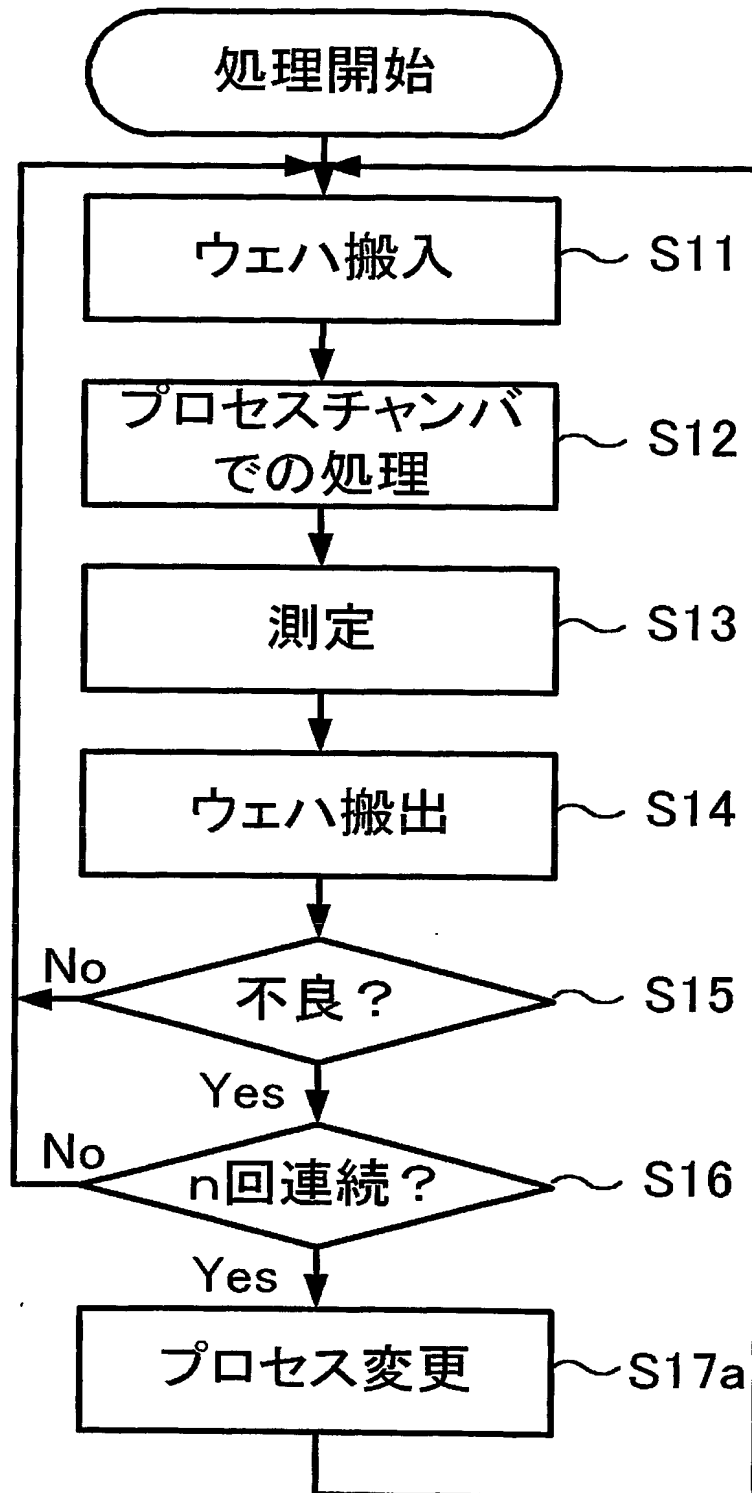 処理開始
ウェハ搬入
S11
プロセスチャンバ
での処理
S12
測定
S13
ウェハ搬出
S14
No
不良？
S15
Yes
No
n回連続？
S16
Yes
プロセス変更
S17a